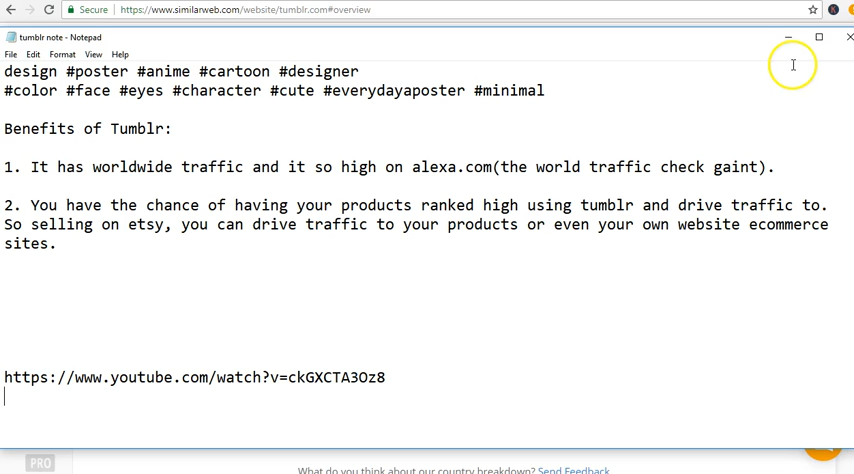 Secure | https://www.similarweb.com/website/tumblr.com#overview
tumblr note - Notepad
File Edit Format View Help
design #poster #anime #cartoon #designer
#color #face #eyes #character #cute #everydayaposter #minimal
Benefits of Tumblr:
1. It has worldwide traffic and it so high on alexa.com(the world traffic check gaint).
2. You have the chance of having your products ranked high using tumblr and drive traffic to.
So selling on etsy, you can drive traffic to your products or even your own website ecommerce
sites.
https://www.youtube.com/watch?v=ckGXCTA3Oz8
PRO
What do you think about our country breakdown? Send Feedback